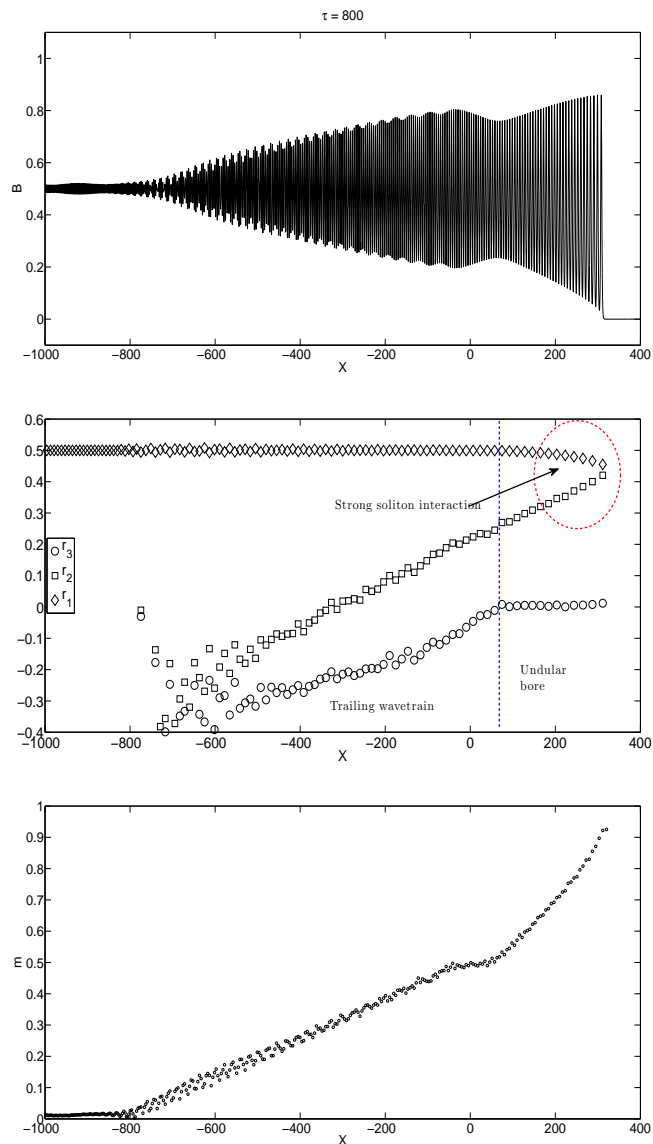 τ = 800
1
0.8
0.6
0.4
0.2
0
B
−1000 −800 −600 −400 −200 0 200 400
X
0.6
0.5
0.4
0.3
0.2
0.1
0
−0.1
−0.2
−0.3
−0.4
Strong soliton interaction
r3
r2
r1
Undular
bore
Trailing wavetrain
−1000 −800 −600 −400 −200 0 200 400
X
1
0.9
0.8
0.7
0.6
0.5
0.4
0.3
0.2
0.1
0
m
−1000 −800 −600 −400 −200 0 200 400
X